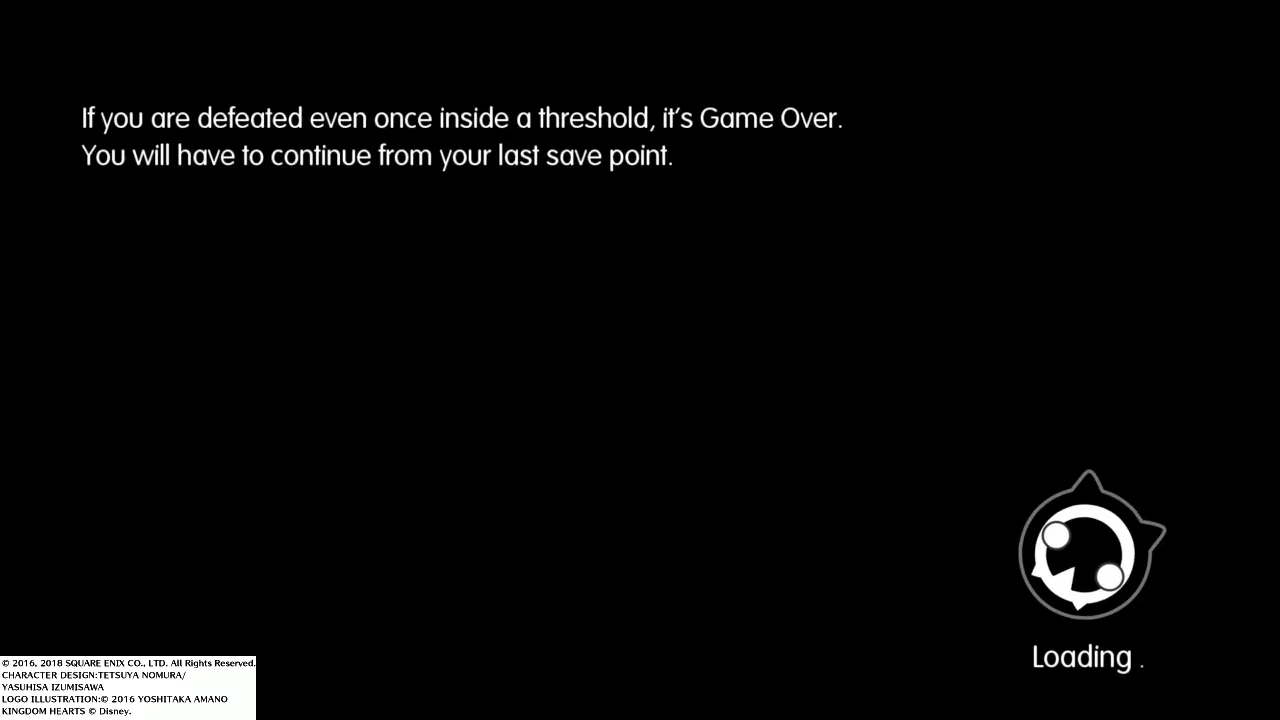 If you are defeated even once inside a threshold, it's Game Over.
You will have to continue from your last save point.
Loading .
© 2016, 2018 SQUARE ENIX CO., LTD. All Rights Reserved.
CHARACTER DESIGN:TETSUYA NOMURA/
YASUHISA IZUMISAWA
LOGO ILLUSTRATION:© 2016 YOSHITAKA AMANO
KINGDOM HEARTS © Disney.